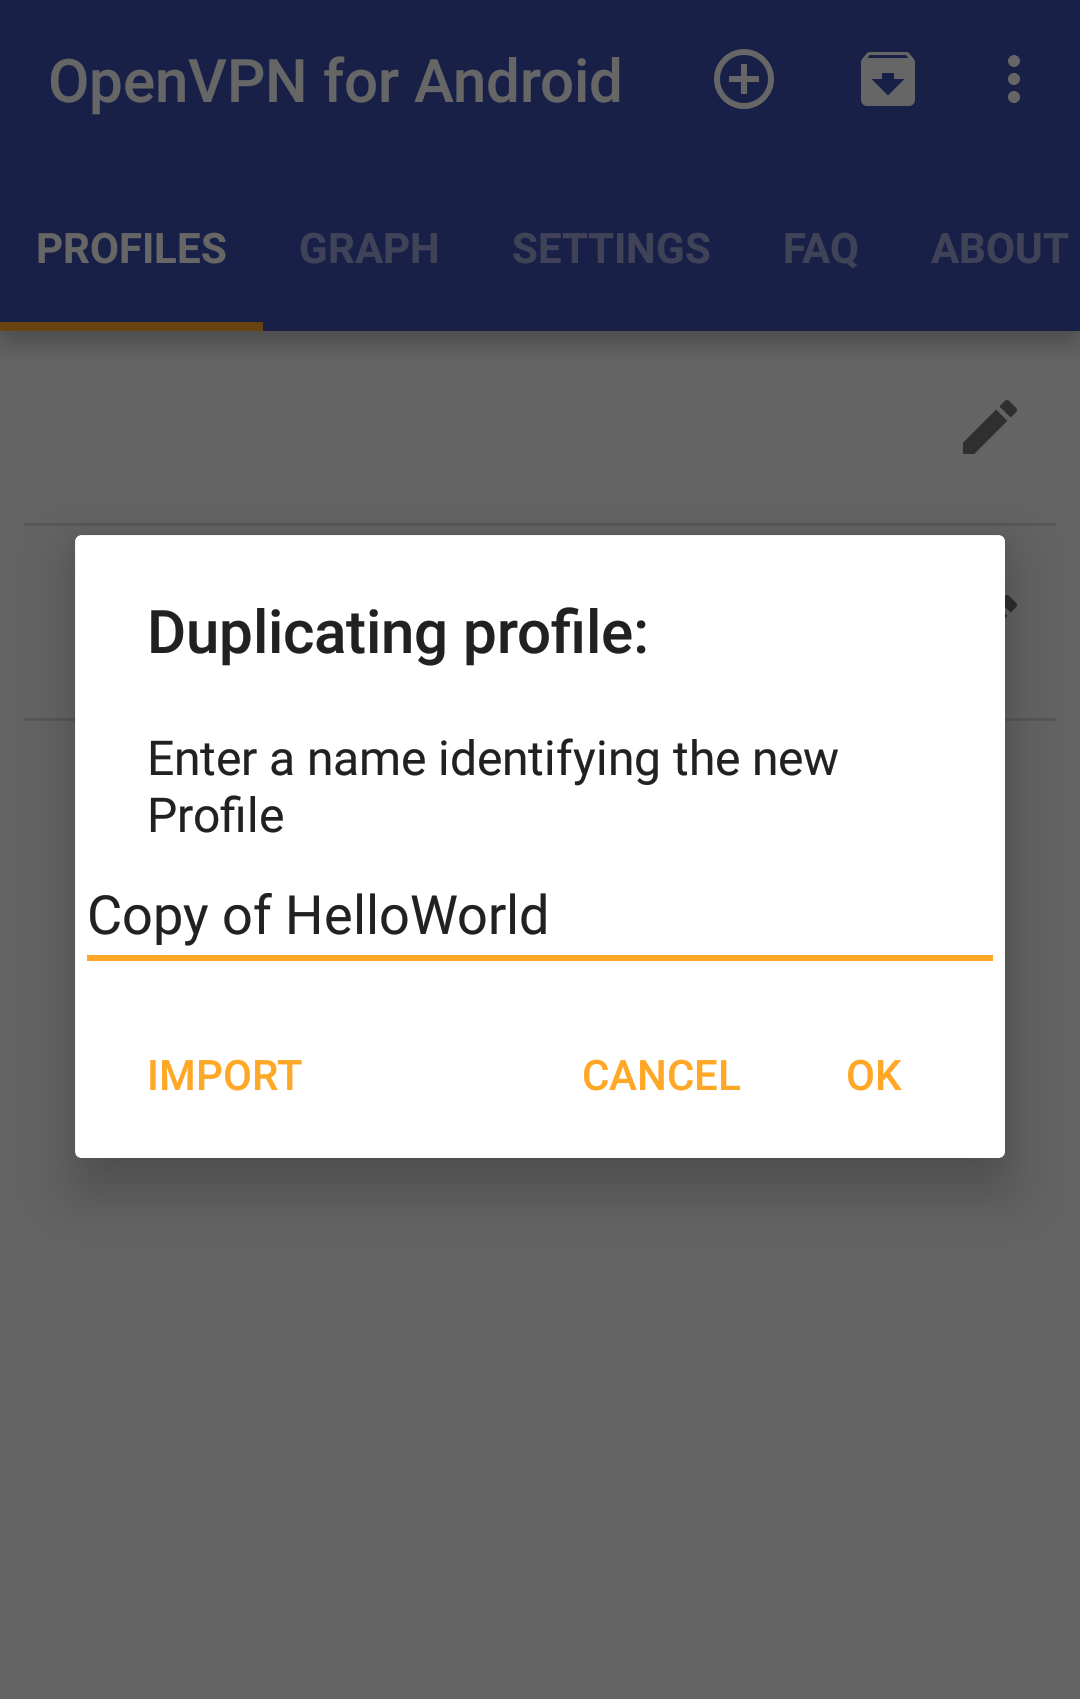 OpenVPN for Android
PROFILES GRAPH SETTINGS FAQ ABOUT
Duplicating profile:
Enter a name identifying the new
Profile
Copy of HelloWorld
IMPORT CANCEL OK